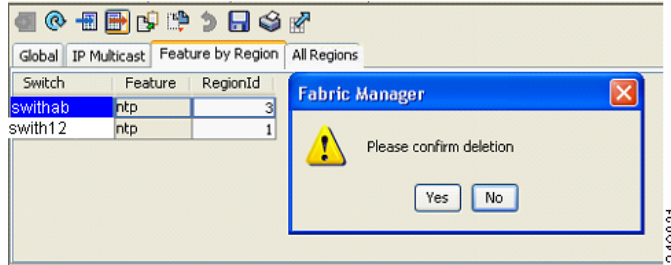 Global IP Multicast Feature by Region All Regions
Switch Feature RegionId
swithab ntp 3
swith12 ntp 1
Fabric Manager
Please confirm deletion
Yes No